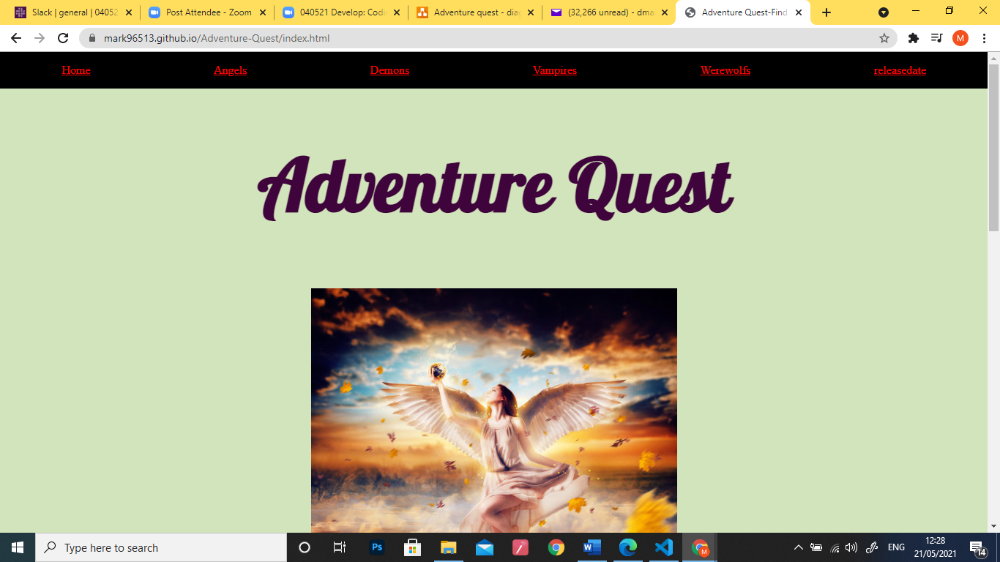 Slack | general | 04052
Post Attendee - Zoom
040521 Develop: Codi
Adventure quest - dia
(32,266 unread) - dma
Adventure Quest-Find
mark96513.github.io/Adventure-Quest/index.html
M
Home
Angels
Demons
Vampires
Werewolfs
releasedate
Adventure Quest
Type here to search
Ps
W
M
ENG
12:28
21/05/2021
14